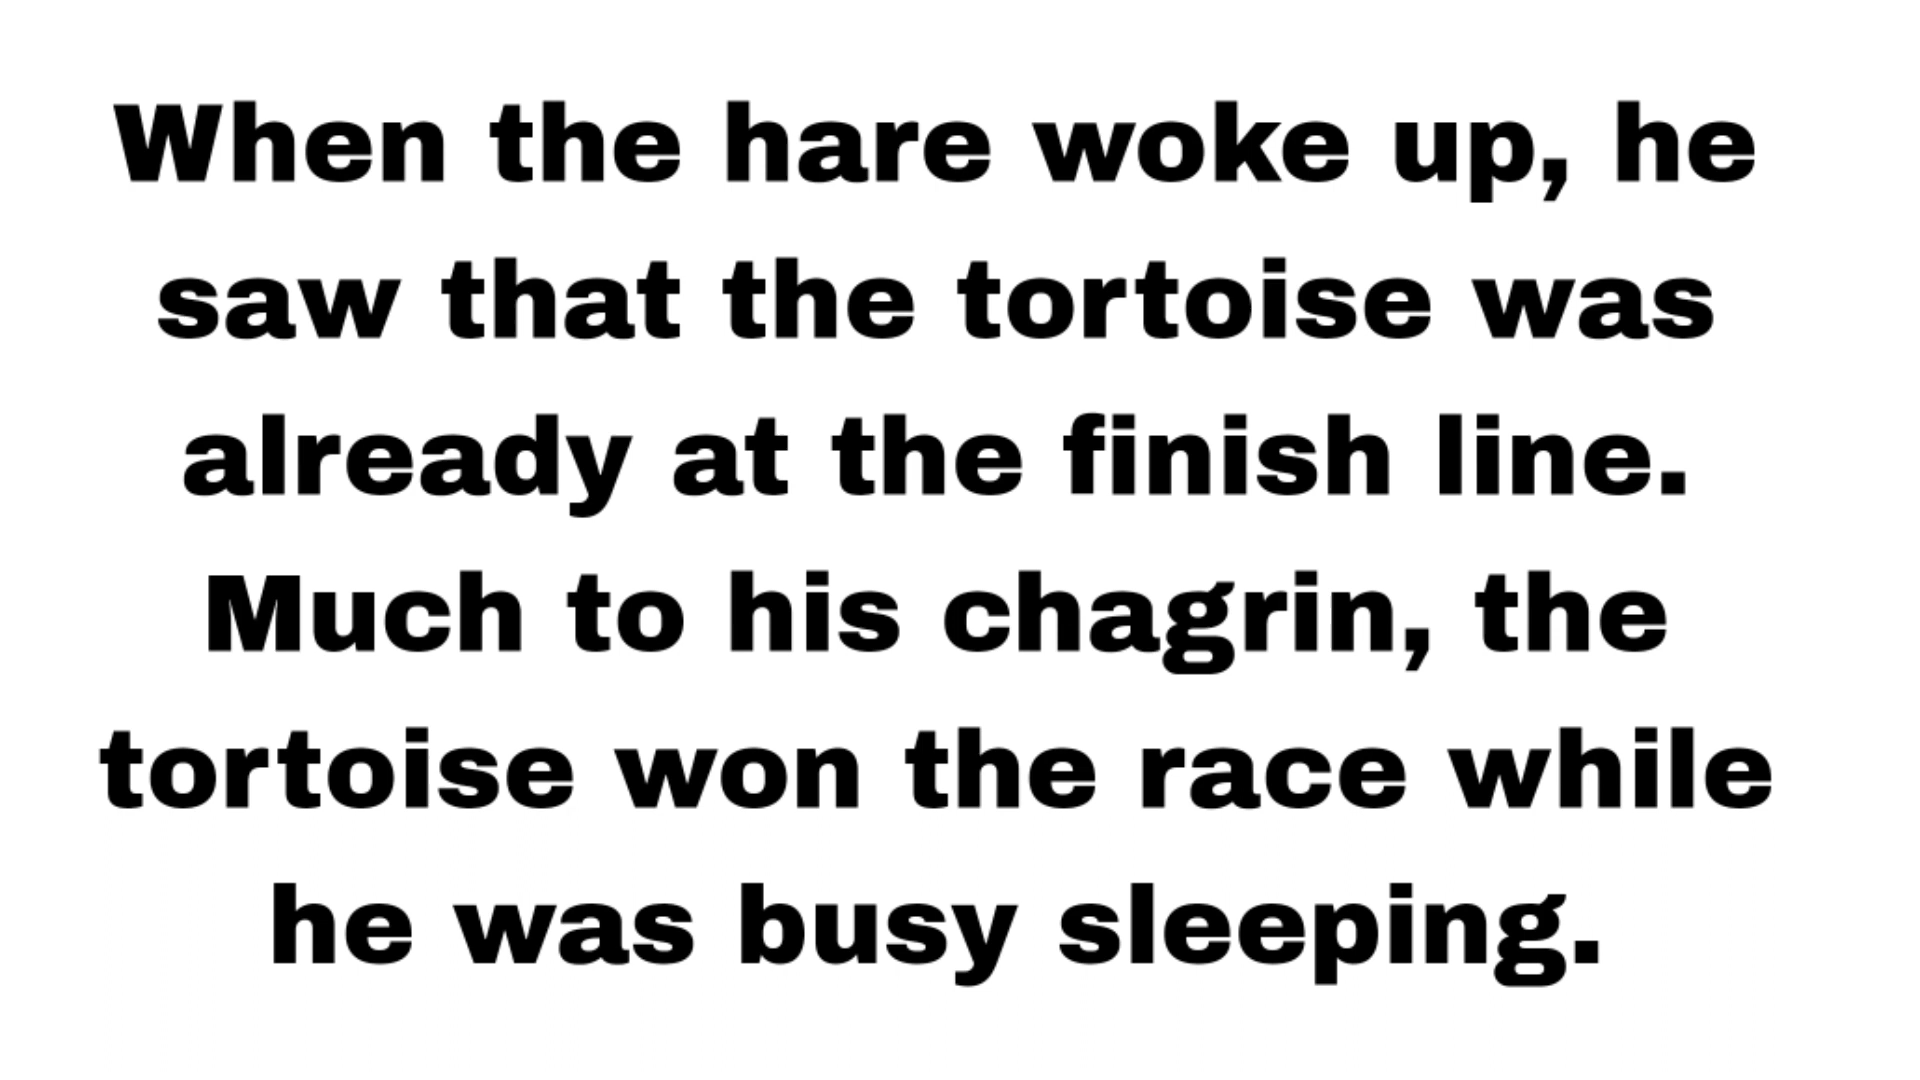 When the hare woke up, he
saw that the tortoise was
already at the finish line.
Much to his chagrin, the
tortoise won the race while
he was busy sleeping.